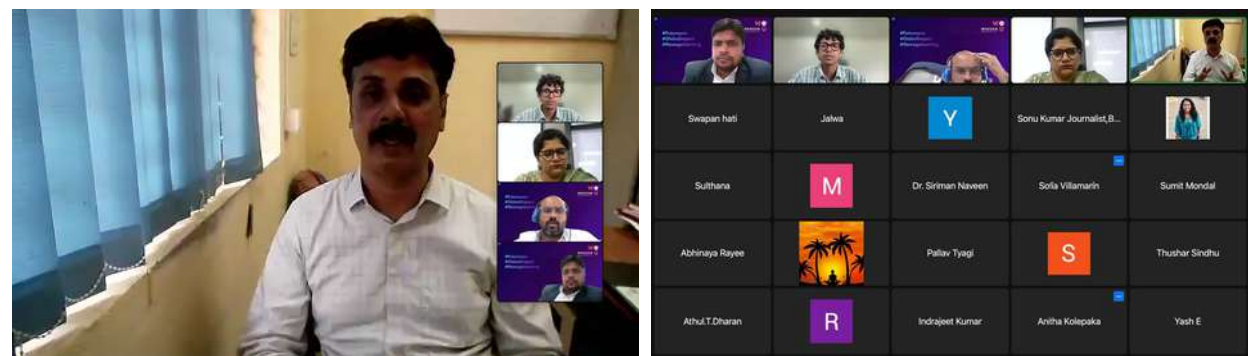 Swapan hati
Jalwa
Y
Sonu Kumar Journalist,B...
Sulthana
M
Dr. Siriman Naveen
Sofia Villamarin
Sumit Mondal
Abhinaya Rayee
Pallav Tyagi
S
Thushar Sindhu
Athul.T.Dharan
R
Indrajeet Kumar
Anitha Kolepaka
Yash E